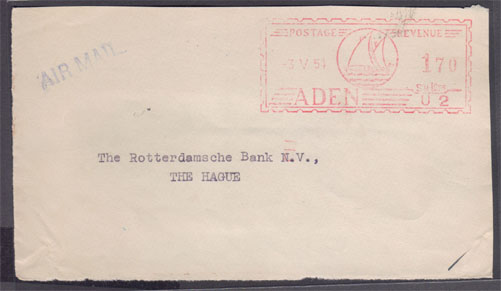 AIR MAIL
POSTAGE REVENUE
-3 V 51
170
ADEN
U 2
The Rotterdamsche Bank N.V.,
THE HAGUE